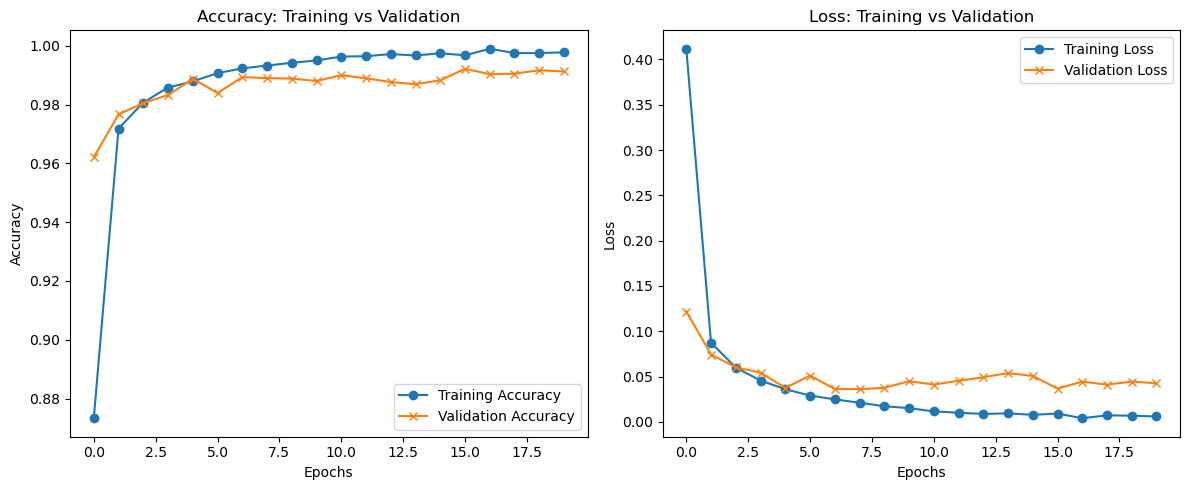 Accuracy: Training vs Validation
Accuracy
1.00
0.98
0.96
0.94
0.92
0.90
0.88
Training Accuracy
Validation Accuracy
0.0 2.5 5.0 7.5 10.0 12.5 15.0 17.5
Epochs
Loss: Training vs Validation
Loss
0.40
0.35
0.30
0.25
0.20
0.15
0.10
0.05
0.00
Training Loss
Validation Loss
0.0 2.5 5.0 7.5 10.0 12.5 15.0 17.5
Epochs